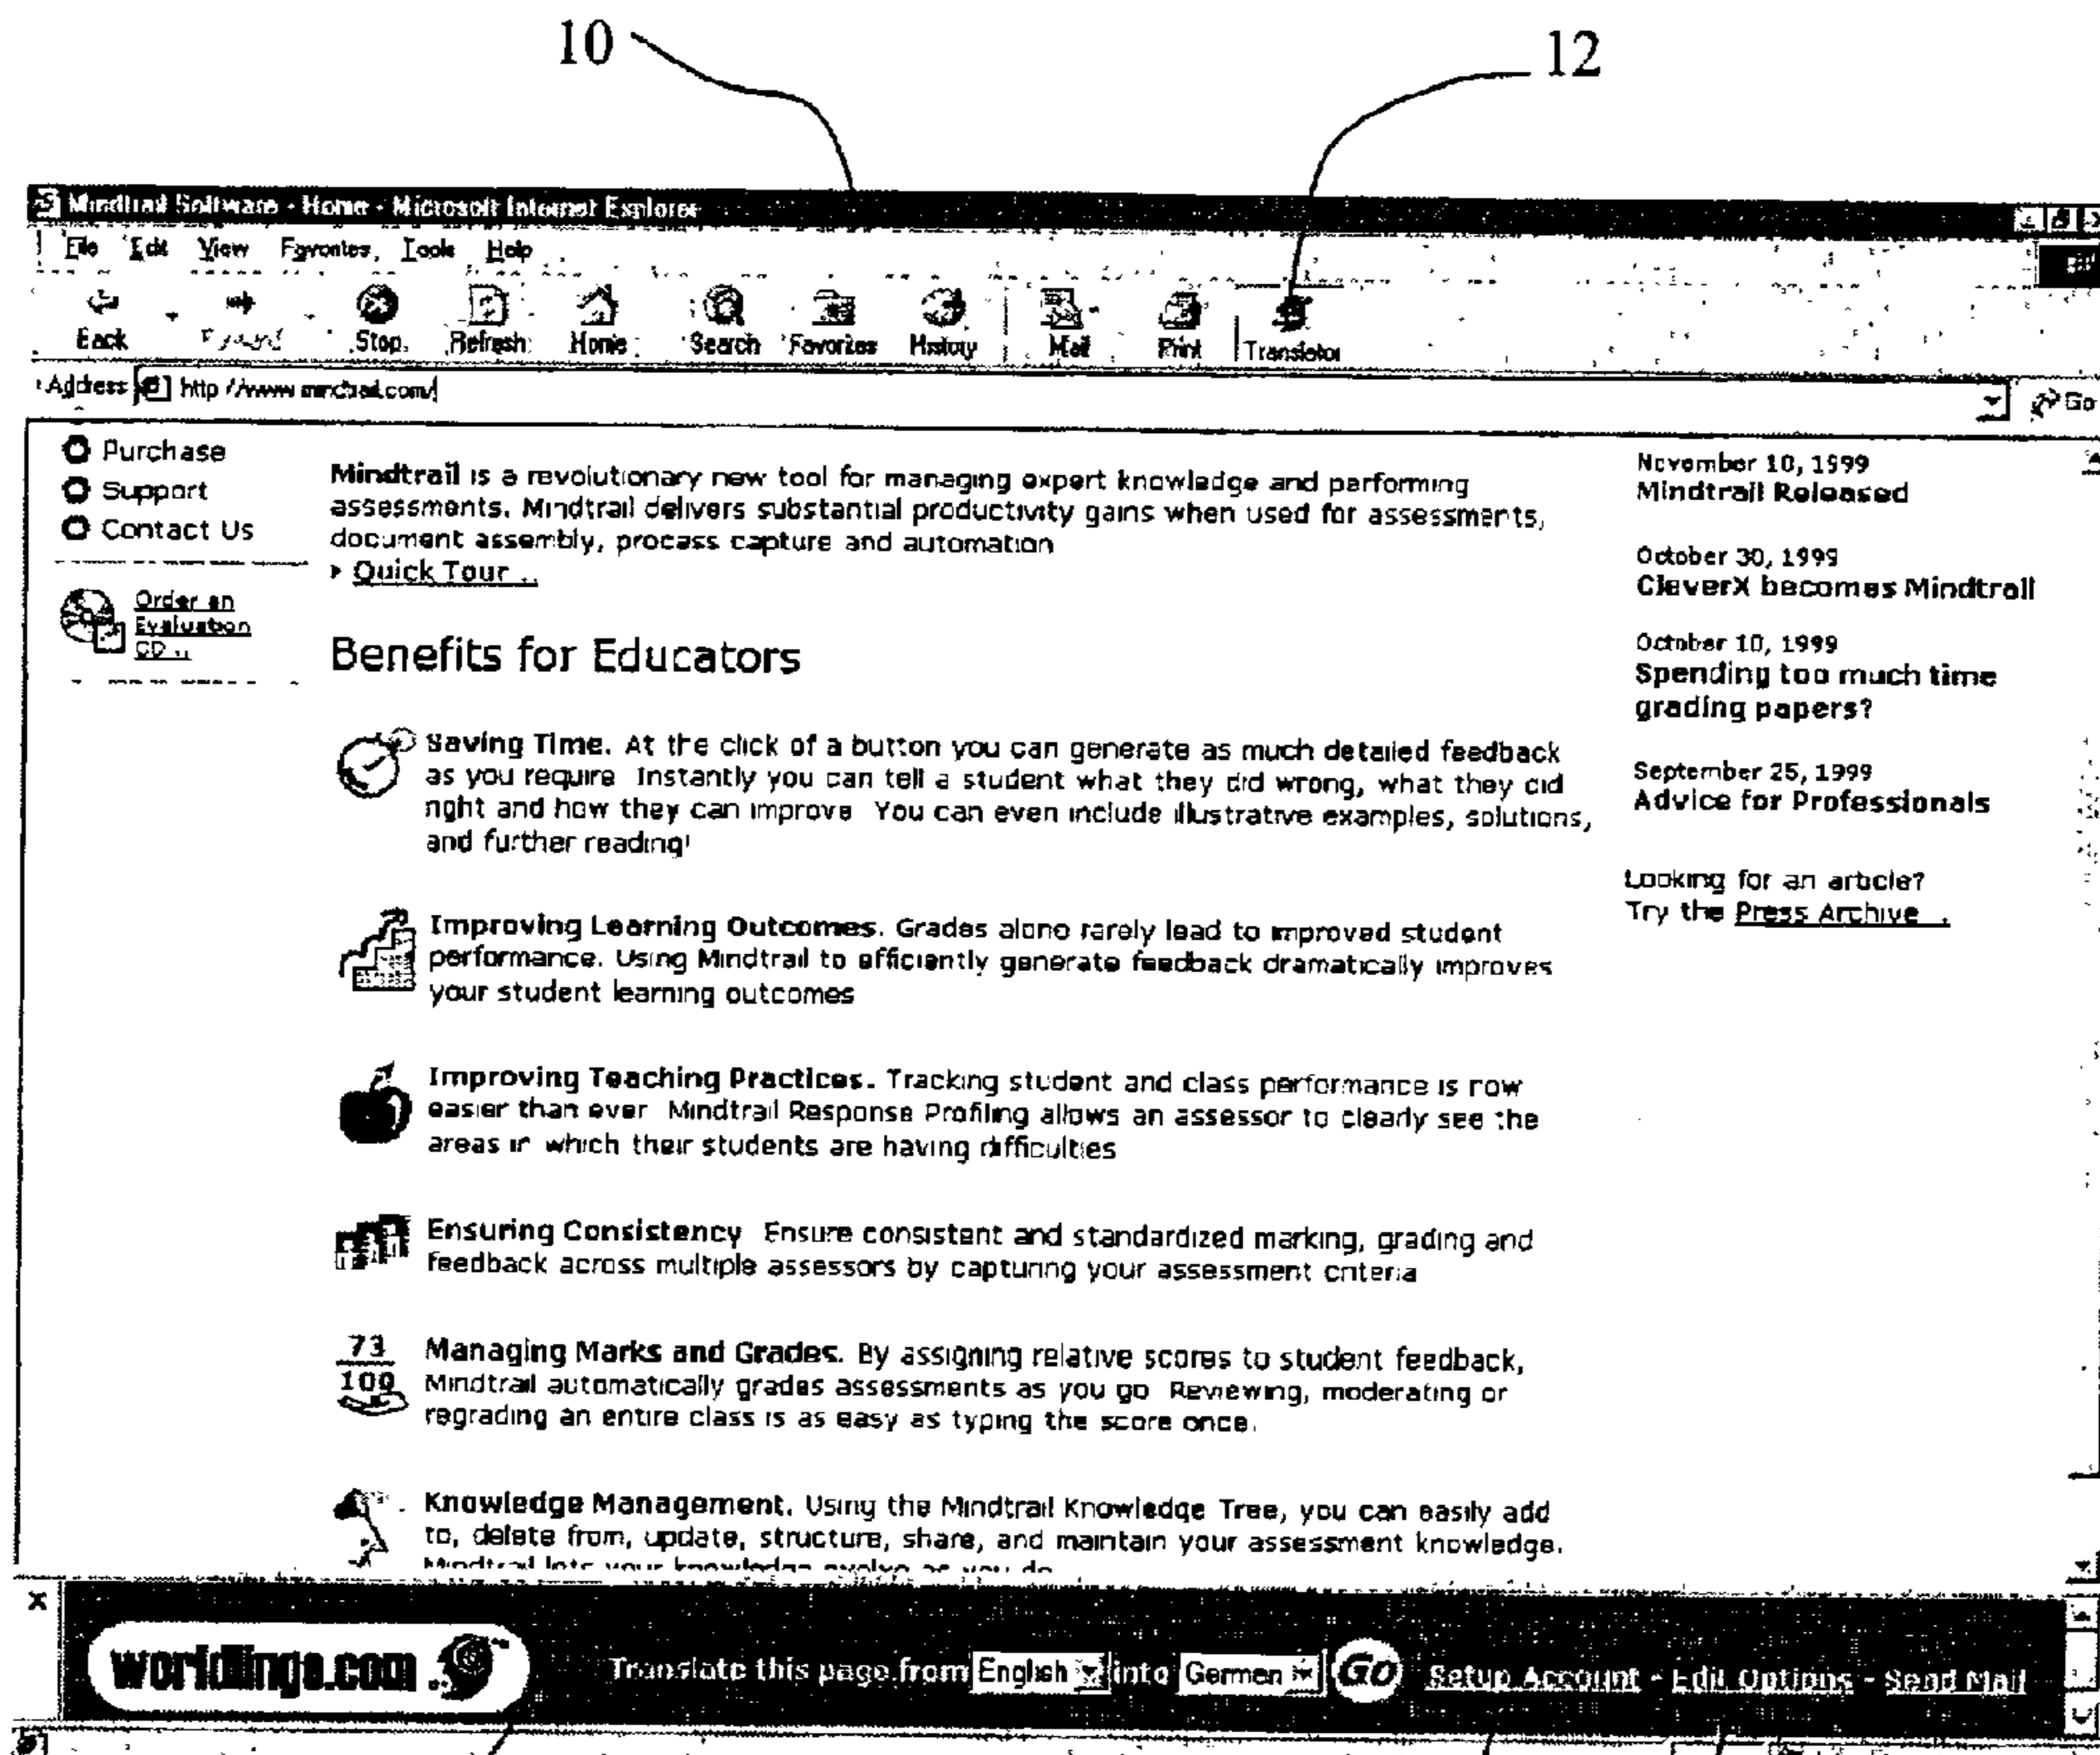 10
12
Mindtrail Software - Home - Microsoft Internet Explorer
File Edit View Favorites Tools Help
Back Forward Stop Refresh Home Search Favorites History Mail Print Translator
Address http://www.mindtrail.com/ Go
Purchase
Support
Contact Us
Order an
Evaluation
CD ..
Mindtrail is a revolutionary new tool for managing expert knowledge and performing
assessments. Mindtrail delivers substantial productivity gains when used for assessments,
document assembly, process capture and automation
Quick Tour ..
Benefits for Educators
Saving Time. At the click of a button you can generate as much detailed feedback
as you require Instantly you can tell a student what they did wrong, what they did
right and how they can improve You can even include illustrative examples, solutions,
and further reading!
Improving Learning Outcomes. Grades alone rarely lead to improved student
performance. Using Mindtrail to efficiently generate feedback dramatically improves
your student learning outcomes
Improving Teaching Practices. Tracking student and class performance is now
easier than ever Mindtrail Response Profiling allows an assessor to clearly see the
areas in which their students are having difficulties
Ensuring Consistency Ensure consistent and standardized marking, grading and
feedback across multiple assessors by capturing your assessment criteria
73
100
Managing Marks and Grades. By assigning relative scores to student feedback,
Mindtrail automatically grades assessments as you go Reviewing, moderating or
regrading an entire class is as easy as typing the score once.
Knowledge Management. Using the Mindtrail Knowledge Tree, you can easily add
to, delete from, update, structure, share, and maintain your assessment knowledge.
Mindtrail lets your knowledge evolve as you do
November 10, 1999
Mindtrail Released
October 30, 1999
CleverX becomes Mindtrail
October 10, 1999
Spending too much time
grading papers?
September 25, 1999
Advice for Professionals
Looking for an article?
Try the Press Archive .
x
worldlingo.com
Translate this page from English into German Go Setup Account - Edit Options - Send Mail